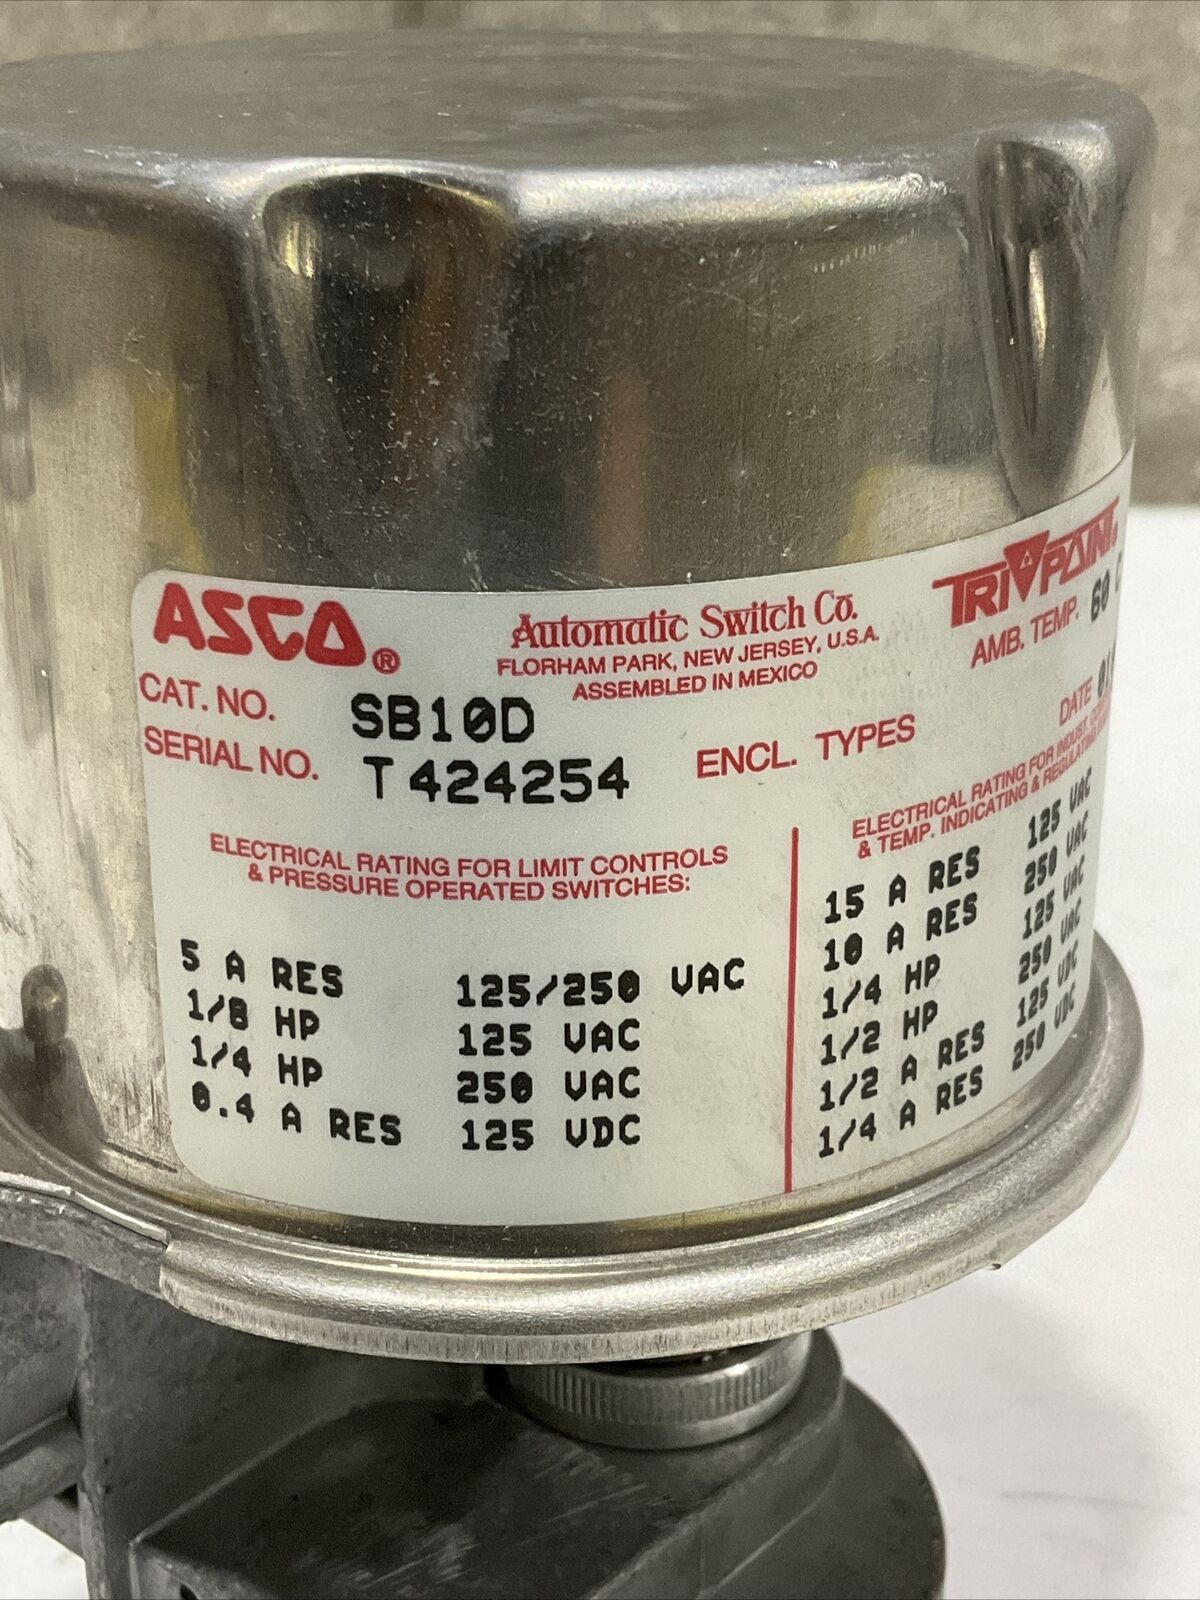 ASCO®
Automatic Switch Co.
FLORHAM PARK, NEW JERSEY, U.S.A.
ASSEMBLED IN MEXICO
TRIPOINT
AMB. TEMP. 60 C
CAT. NO. SB10D
SERIAL NO. T424254
ENCL. TYPES
DATE
ELECTRICAL RATING FOR LIMIT CONTROLS
& PRESSURE OPERATED SWITCHES:
5 A RES 125/250 VAC
1/8 HP 125 VAC
1/4 HP 250 VAC
0.4 A RES 125 VDC
ELECTRICAL RATING FOR INDUST.
& TEMP. INDICATING & REGULATING
15 A RES 125 VAC
10 A RES 250 VAC
1/4 HP 125 VAC
1/2 HP 250 VAC
1/2 A RES 125 VDC
1/4 A RES 250 VDC